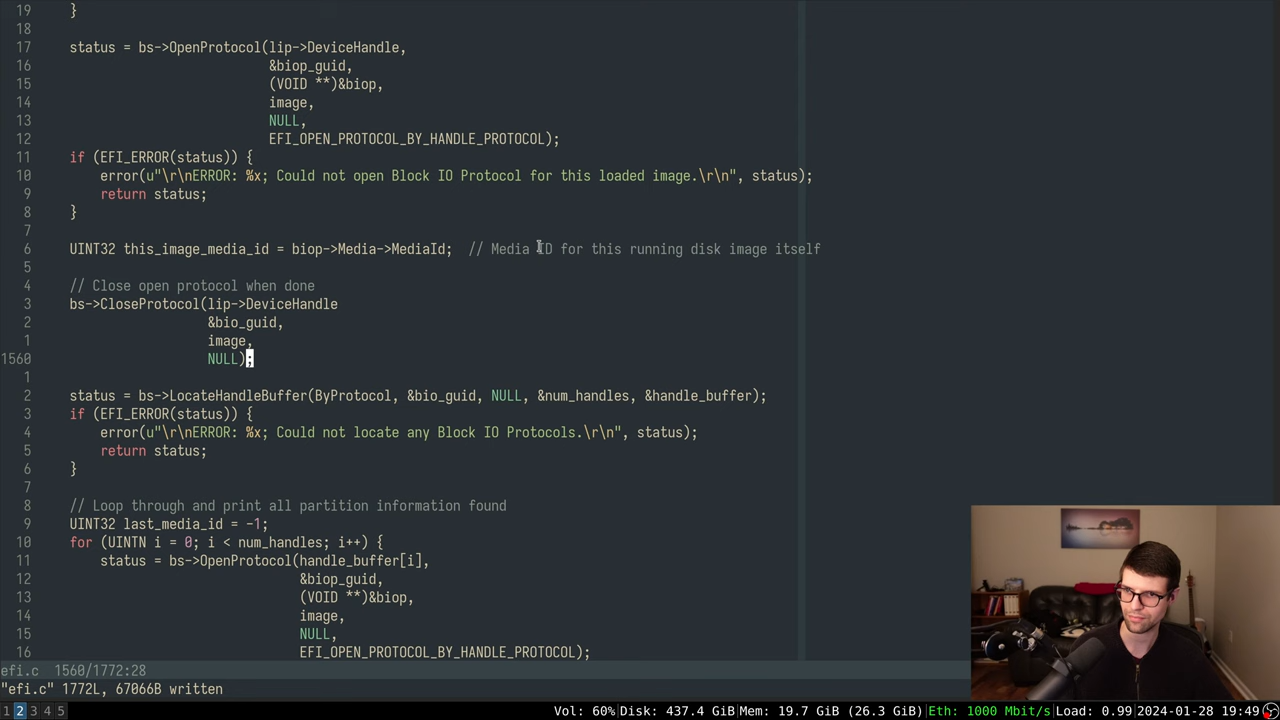 19 }
18
17 status = bs->OpenProtocol(lip->DeviceHandle,
16 &biop_guid,
15 (VOID **)&biop,
14 image,
13 NULL,
12 EFI_OPEN_PROTOCOL_BY_HANDLE_PROTOCOL);
11 if (EFI_ERROR(status)) {
10 error(u"\r\nERROR: %x; Could not open Block IO Protocol for this loaded image.\r\n", status);
9 return status;
8 }
7
6 UINT32 this_image_media_id = biop->Media->MediaId; // Media ID for this running disk image itself
5
4 // Close open protocol when done
3 bs->CloseProtocol(lip->DeviceHandle
2 &bio_guid,
1 image,
1560 NULL);
1
2 status = bs->LocateHandleBuffer(ByProtocol, &bio_guid, NULL, &num_handles, &handle_buffer);
3 if (EFI_ERROR(status)) {
4 error(u"\r\nERROR: %x; Could not locate any Block IO Protocols.\r\n", status);
5 return status;
6 }
7
8 // Loop through and print all partition information found
9 UINT32 last_media_id = -1;
10 for (UINTN i = 0; i < num_handles; i++) {
11 status = bs->OpenProtocol(handle_buffer[i],
12 &biop_guid,
13 (VOID **)&biop,
14 image,
15 NULL,
16 EFI_OPEN_PROTOCOL_BY_HANDLE_PROTOCOL);
efi.c 1560/1772:28
"efi.c" 1772L, 67066B written
1 2 3 4 5 Vol: 60% Disk: 437.4 GiB Mem: 19.7 GiB (26.3 GiB) Eth: 1000 Mbit/s Load: 0.99 2024-01-28 19:49